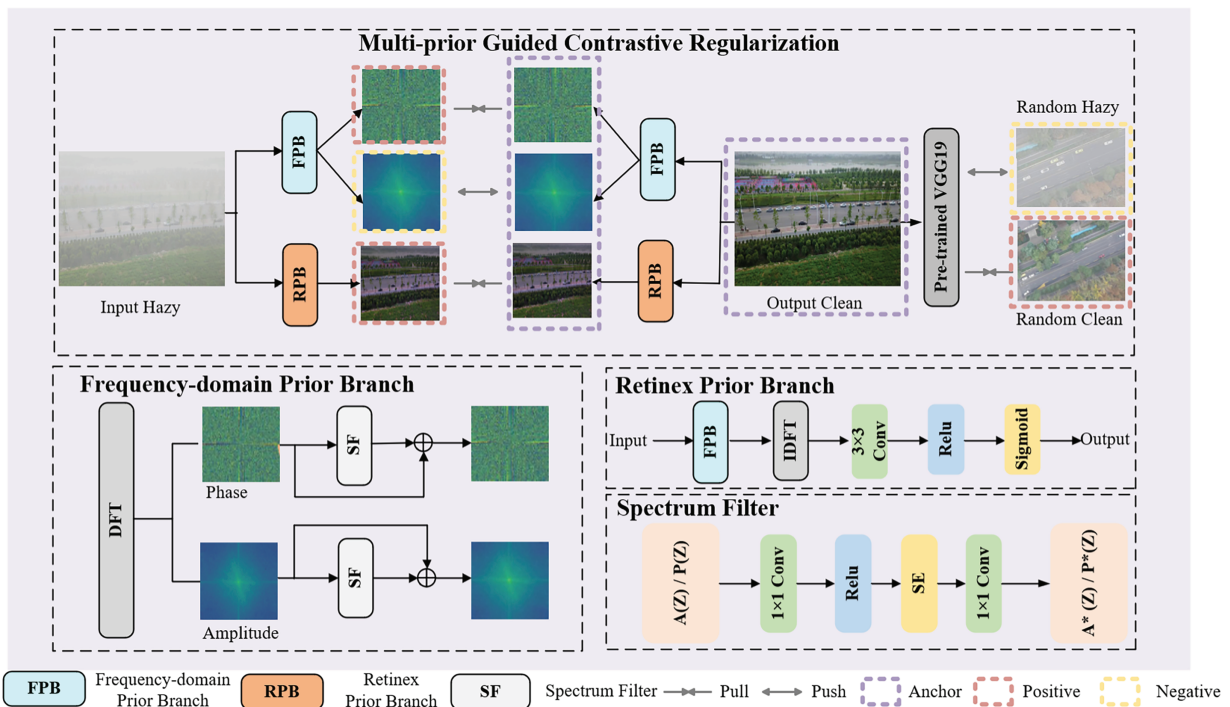 Multi-prior Guided Contrastive Regularization
Random Hazy
FPB
FPB
Pre-trained VGG19
RPB
RPB
Input Hazy
Output Clean
Random Clean
Frequency-domain Prior Branch
DFT
SF
Phase
SF
Amplitude
Retinex Prior Branch
Input
FPB
IDFT
3×3
Conv
Relu
Sigmoid
Output
Spectrum Filter
A(Z) / P(Z)
1×1 Conv
Relu
SE
1×1 Conv
A* (Z) / P*(Z)
FPB
Frequency-domain
Prior Branch
RPB
Retinex
Prior Branch
SF
Spectrum Filter
Pull
Push
Anchor
Positive
Negative